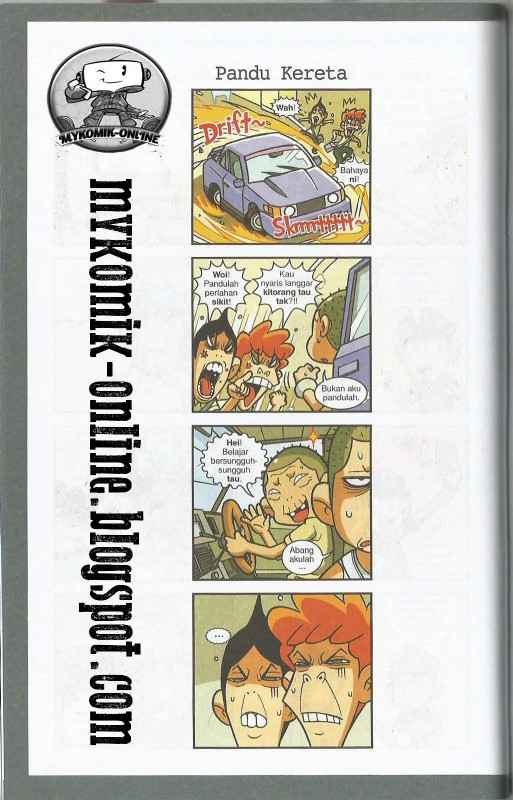 MYKOMIK-ONLINE
mykomik-online.blogspot.com
Pandu Kereta
Wah!
Drift~
Bahaya
ni!
Skrrrrttttt~
Woi!
Pandulah
perlahan
sikit!
Kau
nyaris langgar
kitorang tau
tak?!!
Bukan aku
pandulah.
Hei!
Belajar
bersungguh-
sungguh
tau.
Abang
akulah
...
...